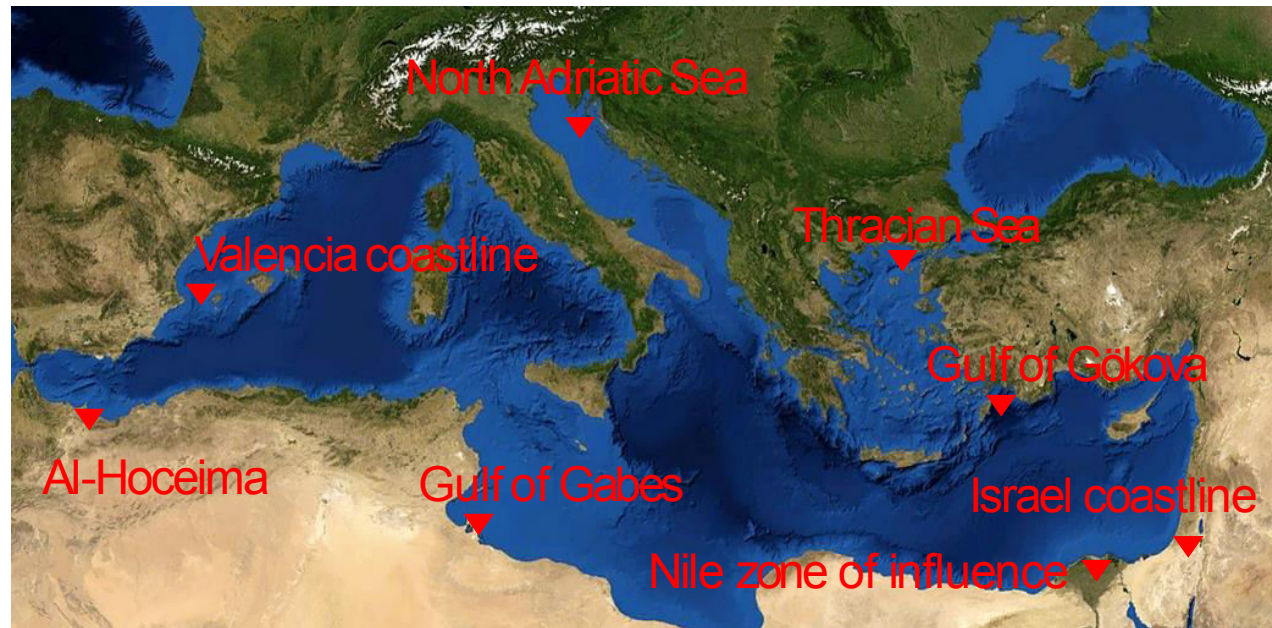 North Adriatic Sea
Thracian Sea
Valencia coastline
Gulf of Gökova
Al-Hoceima
Gulf of Gabes
Israel coastline
Nile zone of influence